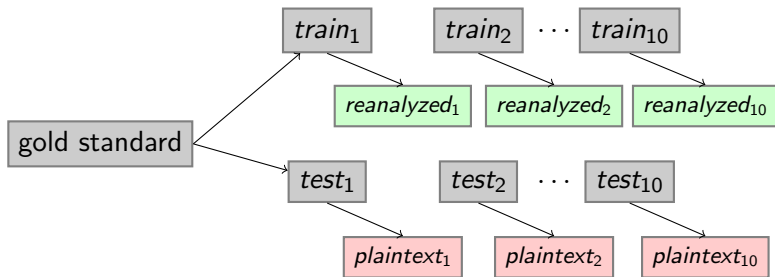 train₁ train₂ · · · train₁₀
reanalyzed₁ reanalyzed₂ reanalyzed₁₀
gold standard
test₁ test₂ · · · test₁₀
plaintext₁ plaintext₂ plaintext₁₀